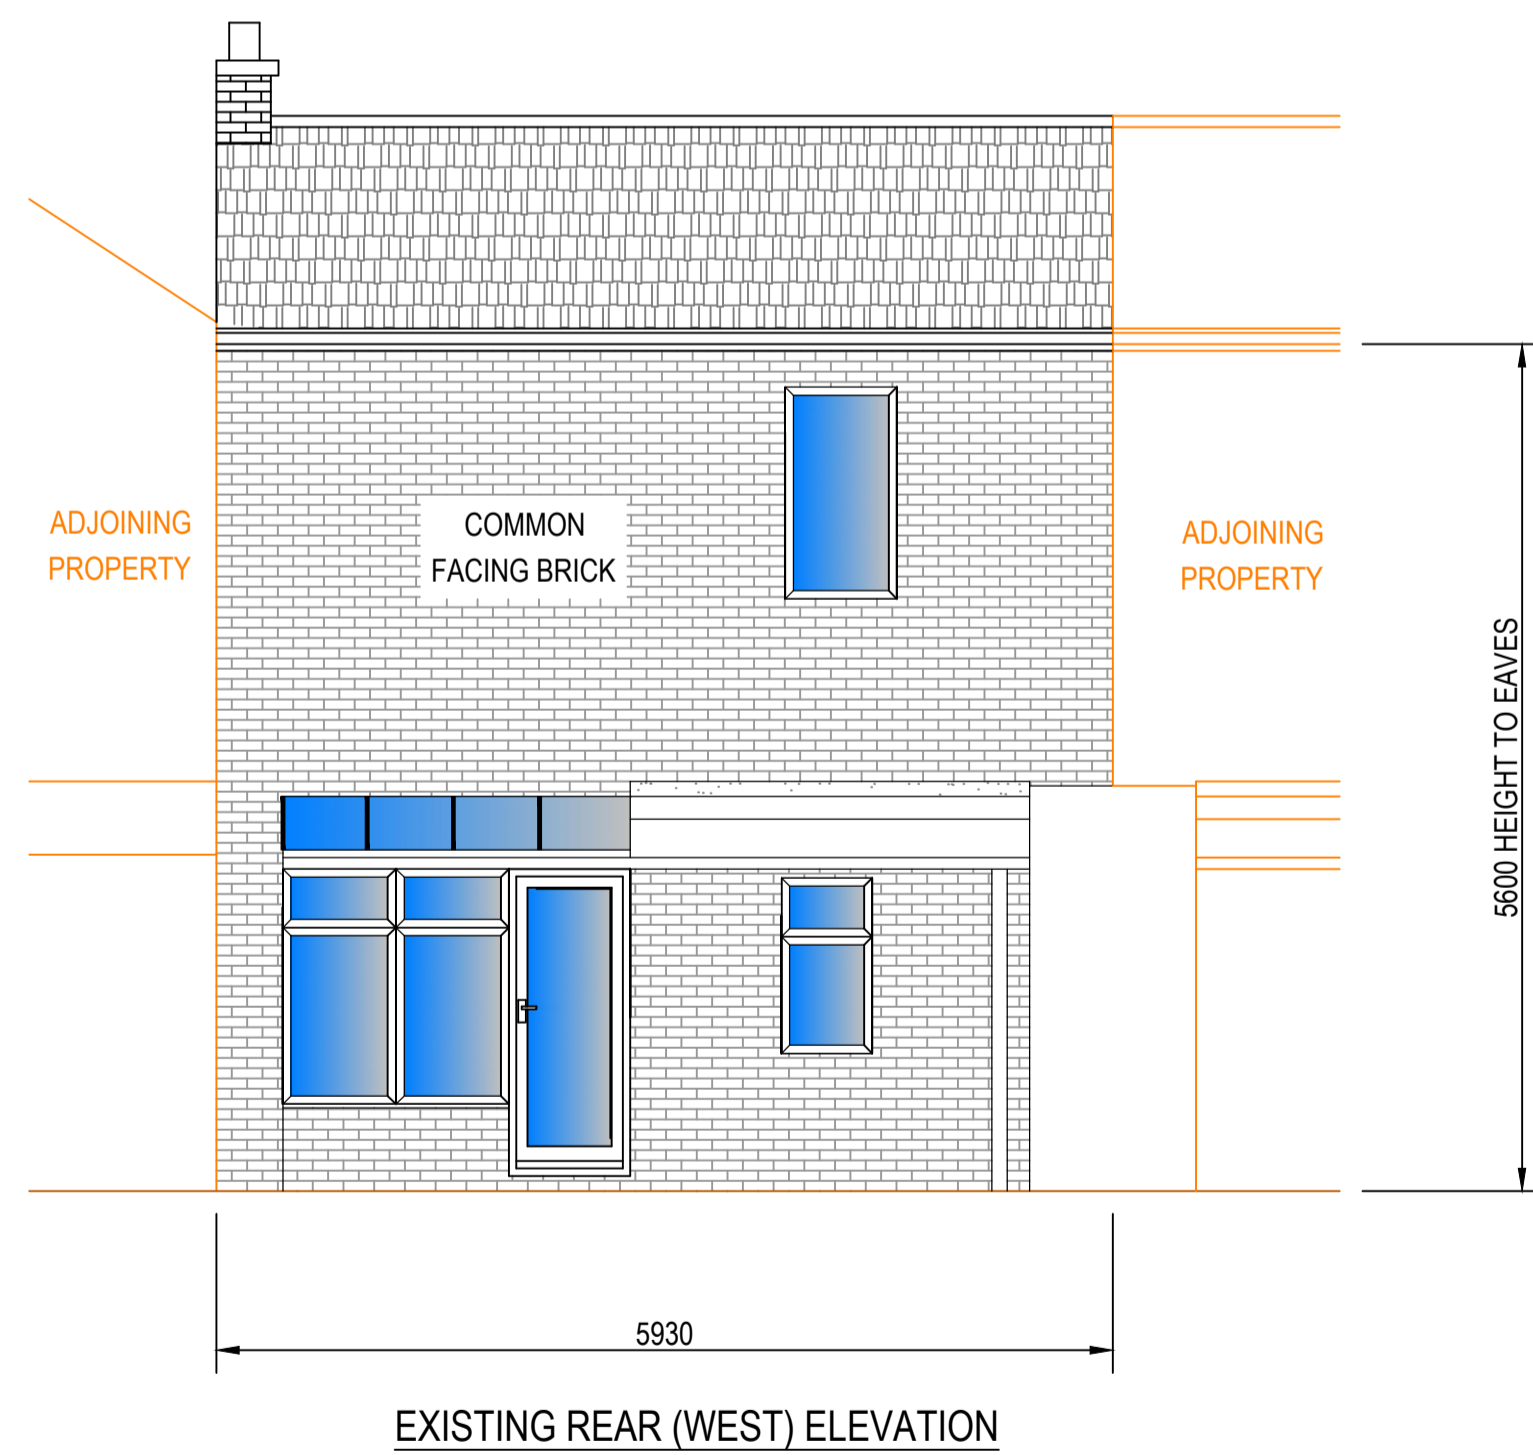 ADJOINING
PROPERTY
COMMON
FACING BRICK
ADJOINING
PROPERTY
5600 HEIGHT TO EAVES
5930
EXISTING REAR (WEST) ELEVATION